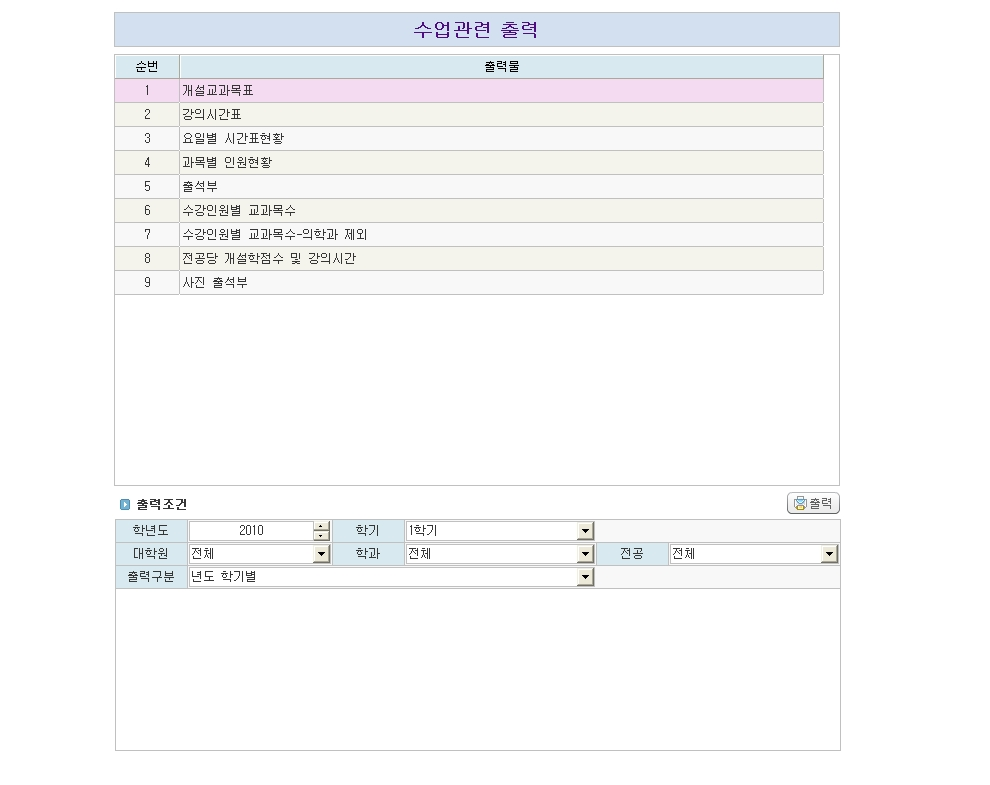 수업관련 출력
순번 출력물
1 개설교과목표
2 강의시간표
3 요일별 시간표현황
4 과목별 인원현황
5 출석부
6 수강인원별 교과목수
7 수강인원별 교과목수-의학과 제외
8 전공당 개설학점수 및 강의시간
9 사진 출석부
출력조건 출력
학년도 2010 학기 1학기
대학원 전체 학과 전체 전공 전체
출력구분 년도 학기별